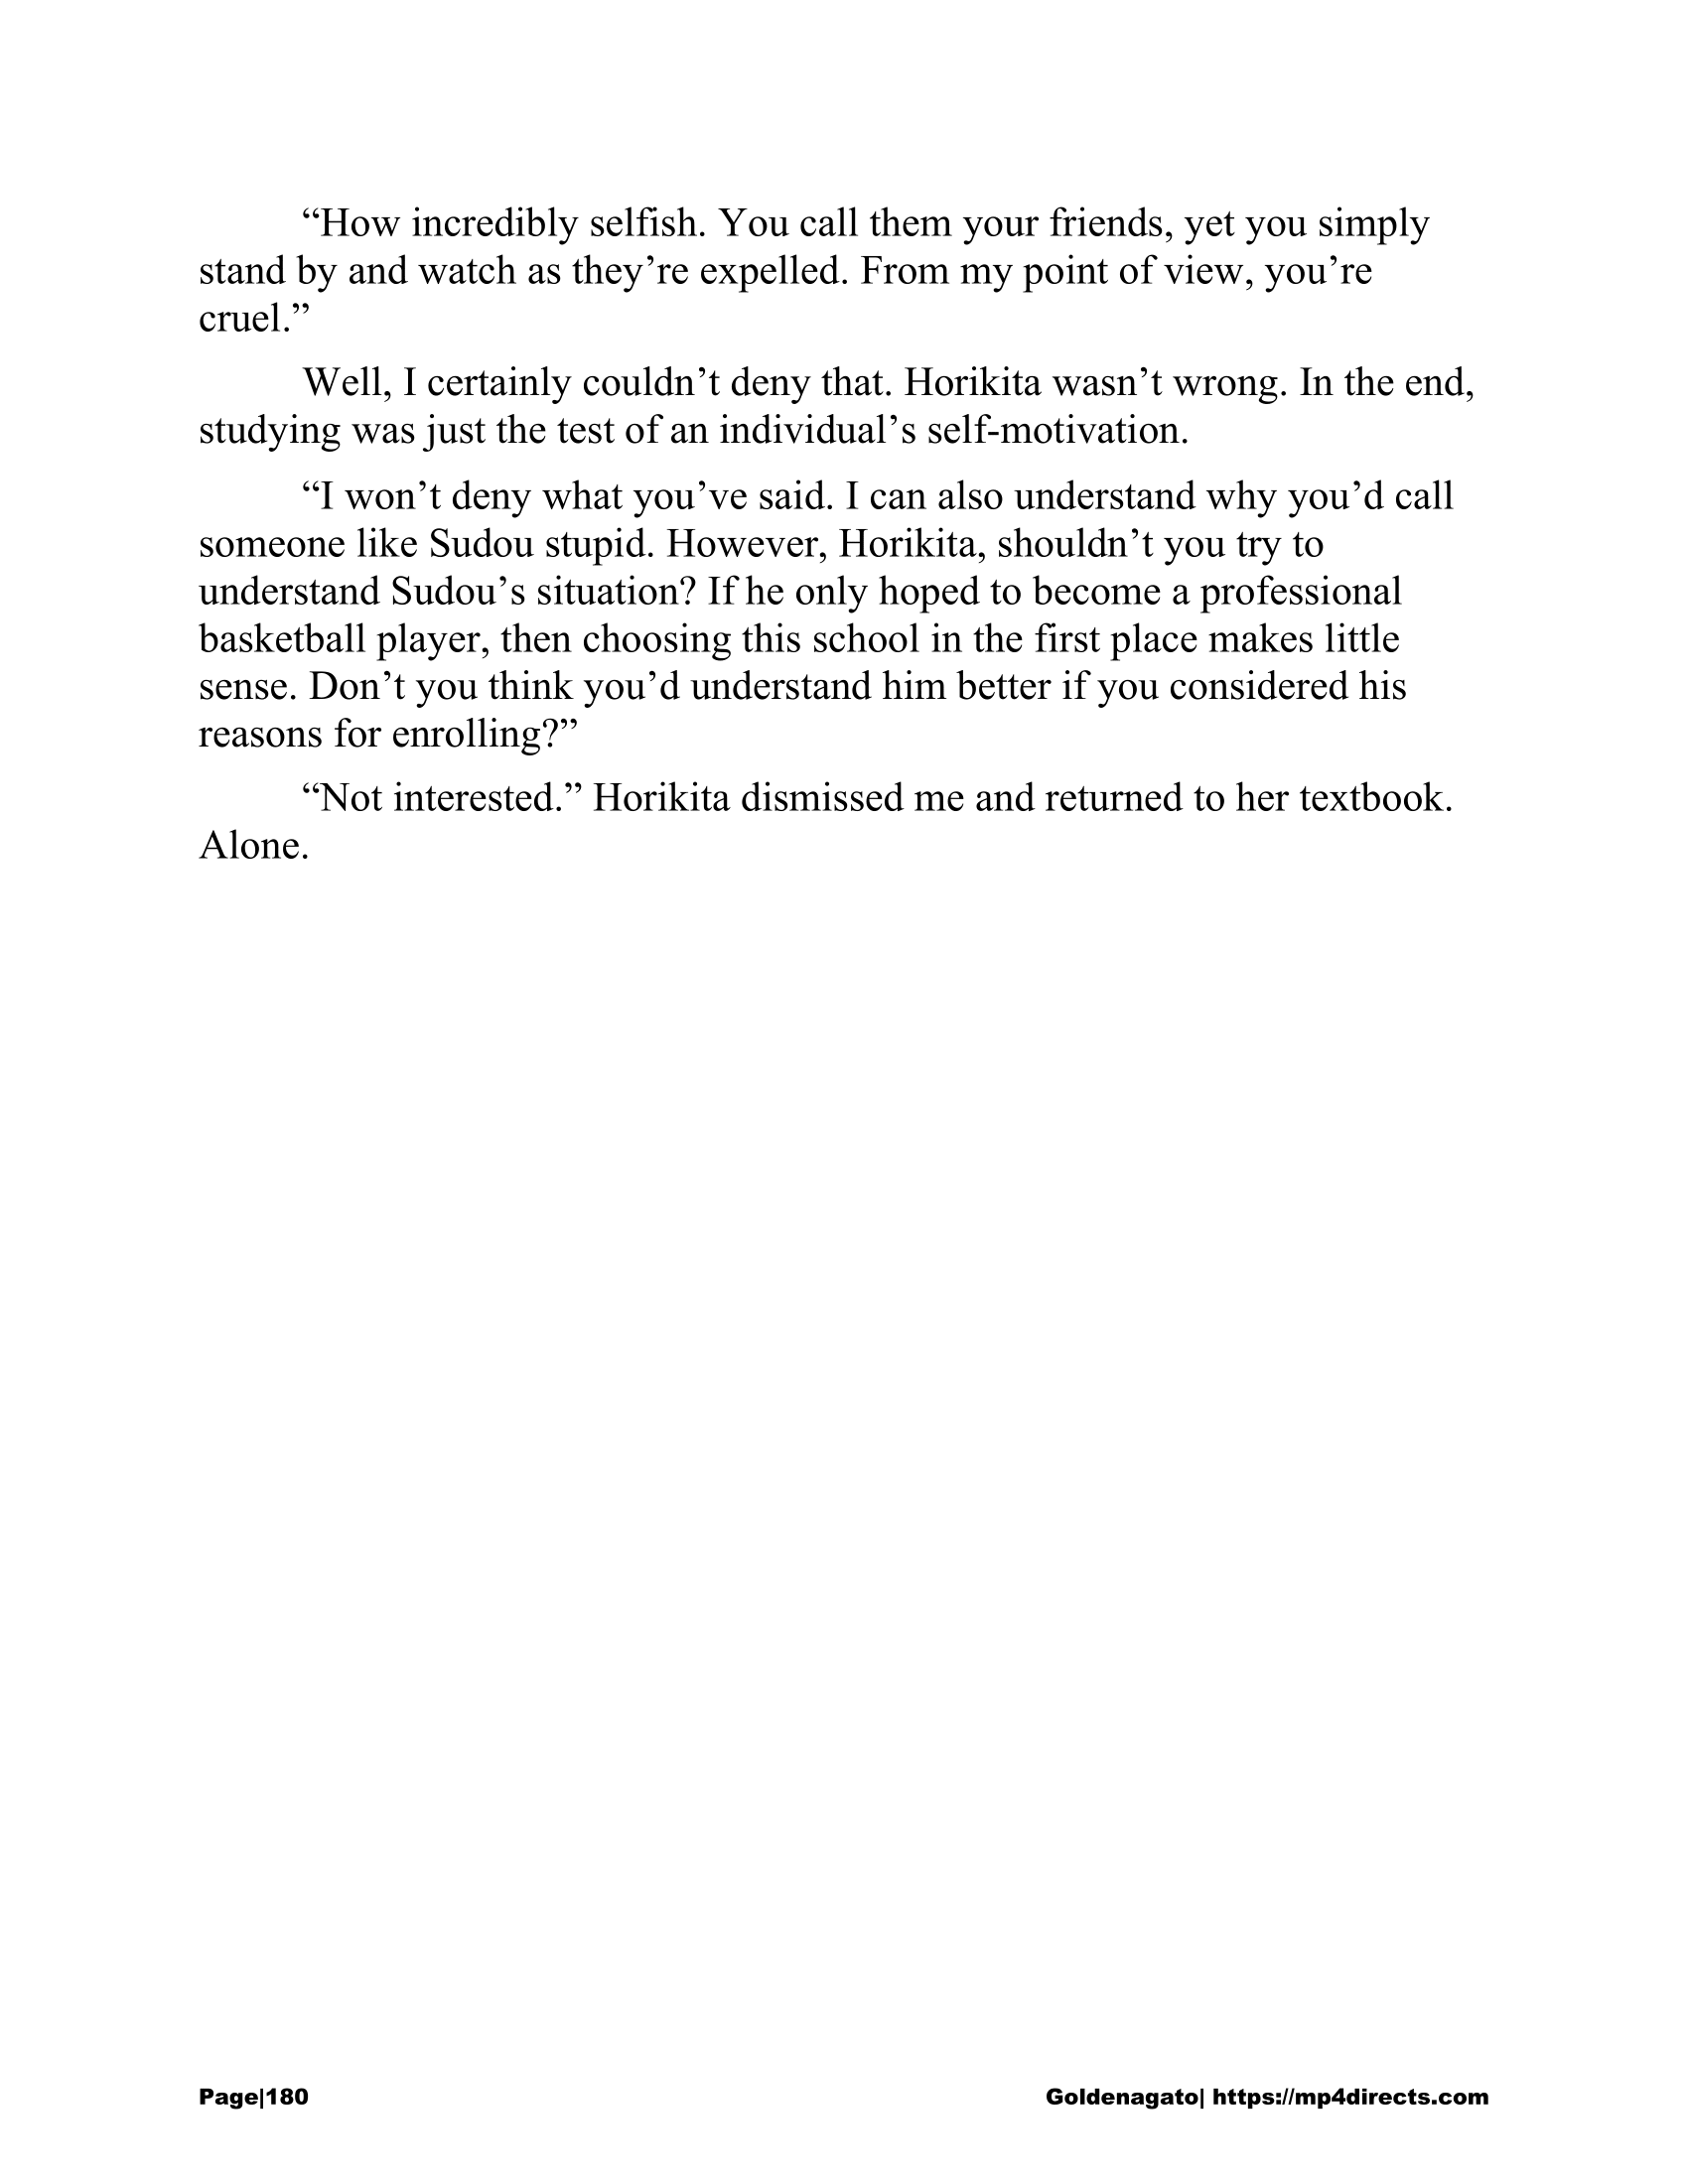 “How incredibly selfish. You call them your friends, yet you simply
stand by and watch as they’re expelled. From my point of view, you’re
cruel.”
Well, I certainly couldn’t deny that. Horikita wasn’t wrong. In the end,
studying was just the test of an individual’s self-motivation.
“I won’t deny what you’ve said. I can also understand why you’d call
someone like Sudou stupid. However, Horikita, shouldn’t you try to
understand Sudou’s situation? If he only hoped to become a professional
basketball player, then choosing this school in the first place makes little
sense. Don’t you think you’d understand him better if you considered his
reasons for enrolling?”
“Not interested.” Horikita dismissed me and returned to her textbook.
Alone.
Page|180 Goldenagato| https://mp4directs.com